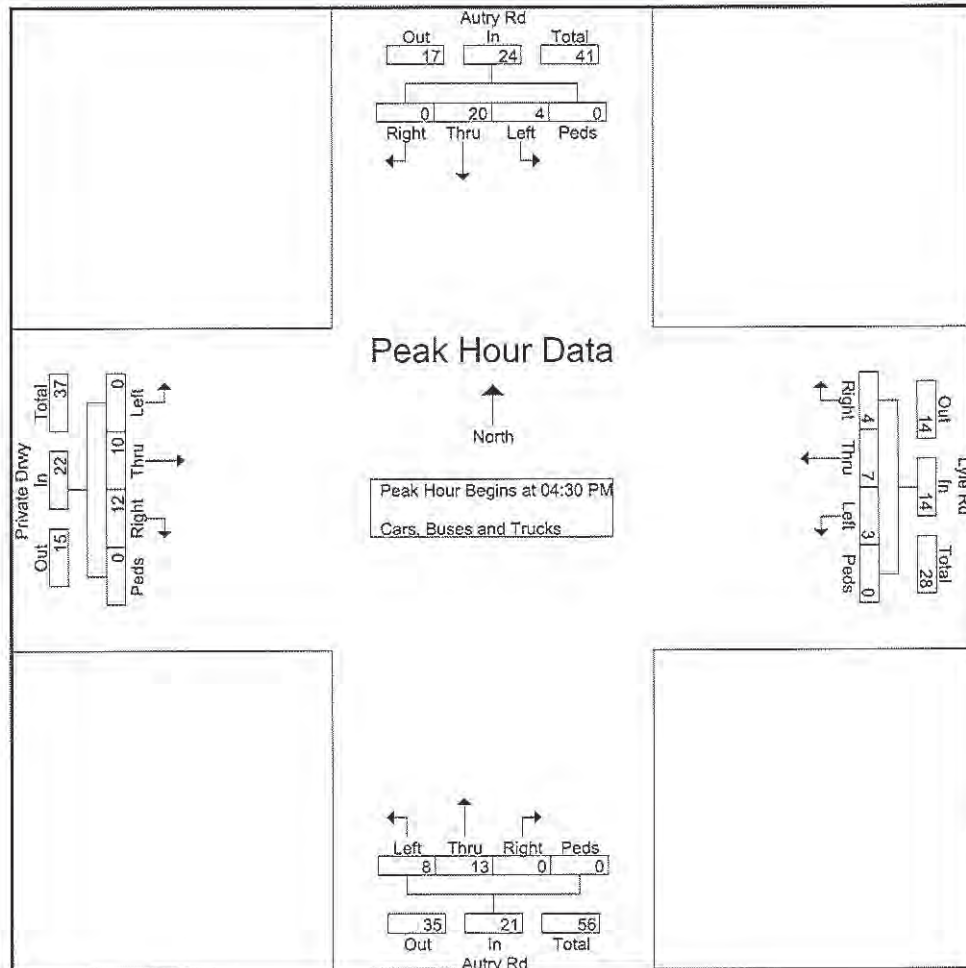 Autry Rd
Out In Total
17 24 41
0 20 4 0
Right Thru Left Peds
Peak Hour Data
North
Peak Hour Begins at 04:30 PM
Cars, Buses and Trucks
Private Drwy
Out In Total
15 22 37
0 10 12 0
Left Thru Right Peds
Right Thru Left Peds
4 7 3 0
Out In Total
14 14 28
Lyle Rd
Left Thru Right Peds
8 13 0 0
35 21 56
Out In Total
Autry Rd